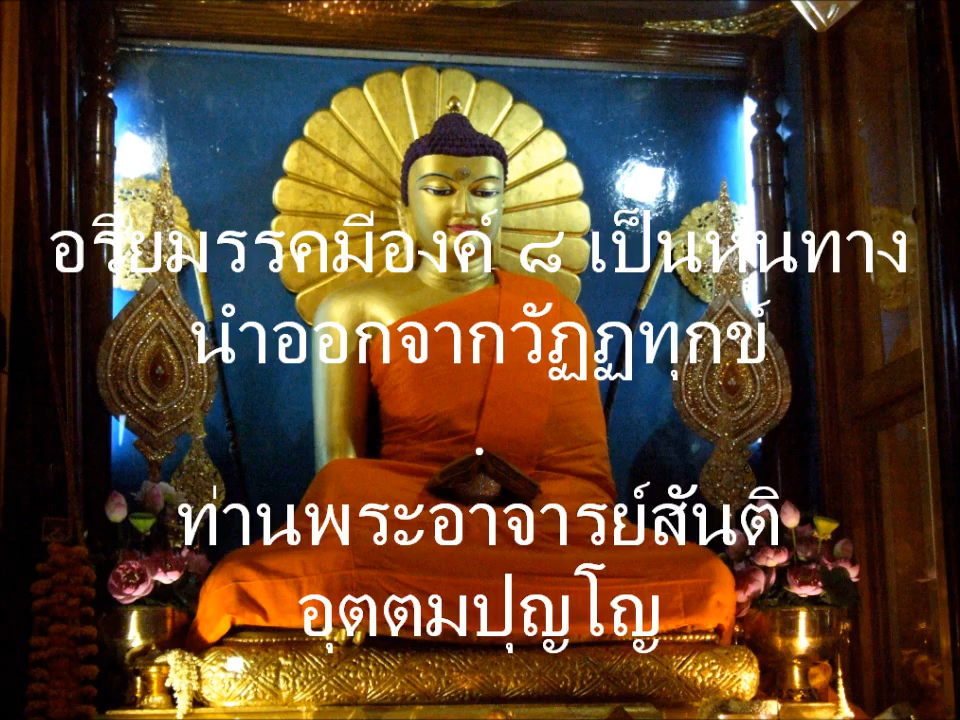 อริยมรรคมีองค์ ๘ เป็นหนทาง
นำออกจากวัฏฏทุกข์
.
ท่านพระอาจารย์สันติ
อุตตมปุญโญ